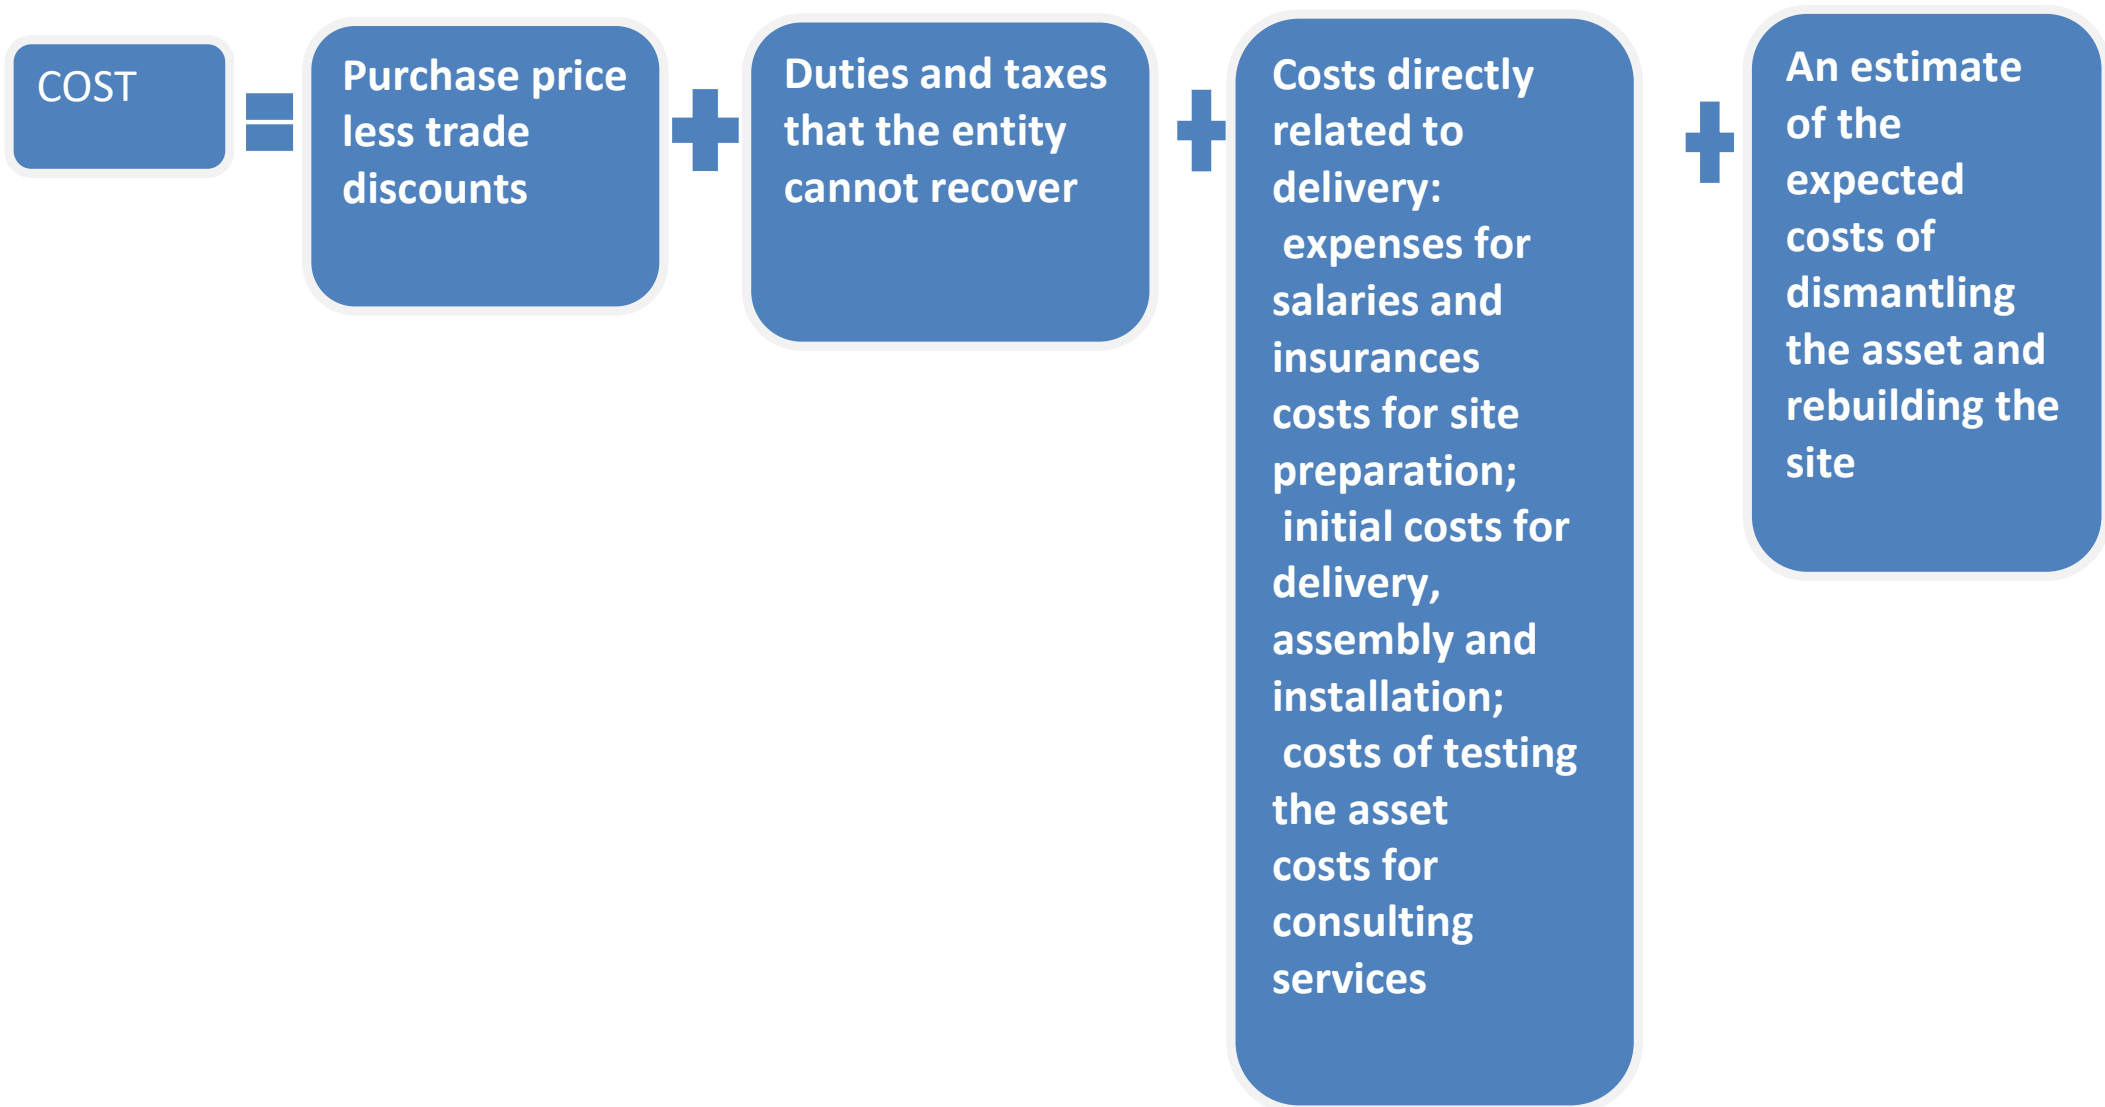 COST
Purchase price
less trade
discounts
Duties and taxes
that the entity
cannot recover
Costs directly
related to
delivery:
expenses for
salaries and
insurances
costs for site
preparation;
initial costs for
delivery,
assembly and
installation;
costs of testing
the asset
costs for
consulting
services
An estimate
of the
expected
costs of
dismantling
the asset and
rebuilding the
site